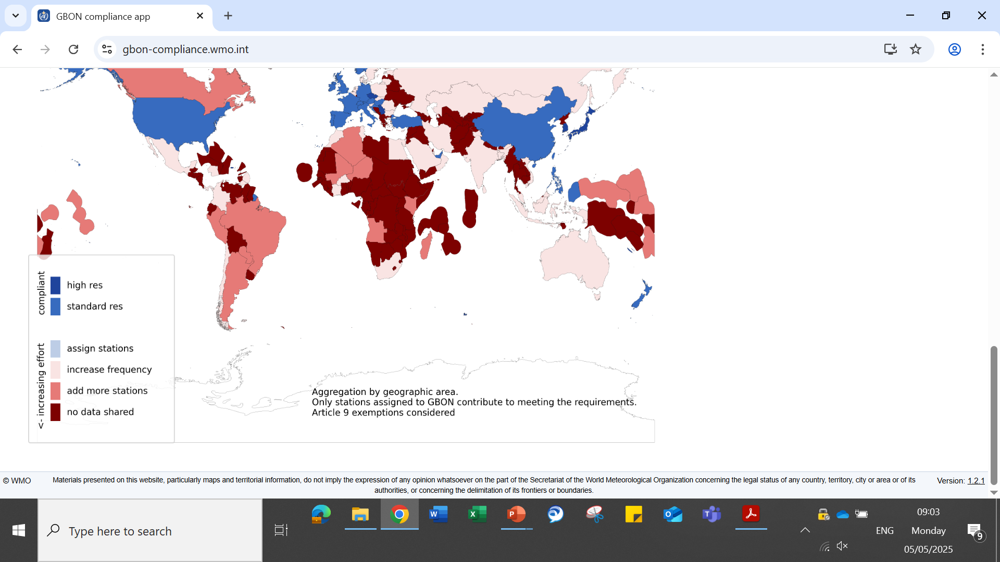 GBON compliance app
gbon-compliance.wmo.int
compliant
high res
standard res
<- increasing effort
assign stations
increase frequency
add more stations
no data shared
Aggregation by geographic area.
Only stations assigned to GBON contribute to meeting the requirements.
Article 9 exemptions considered
© WMO
Materials presented on this website, particularly maps and territorial information, do not imply the expression of any opinion whatsoever on the part of the Secretariat of the World Meteorological Organization concerning the legal status of any country, territory, city or area or of its
authorities, or concerning the delimitation of its frontiers or boundaries.
Version: 1.2.1
Type here to search
W
X
P
O
T
ENG
09:03
Monday
05/05/2025
9